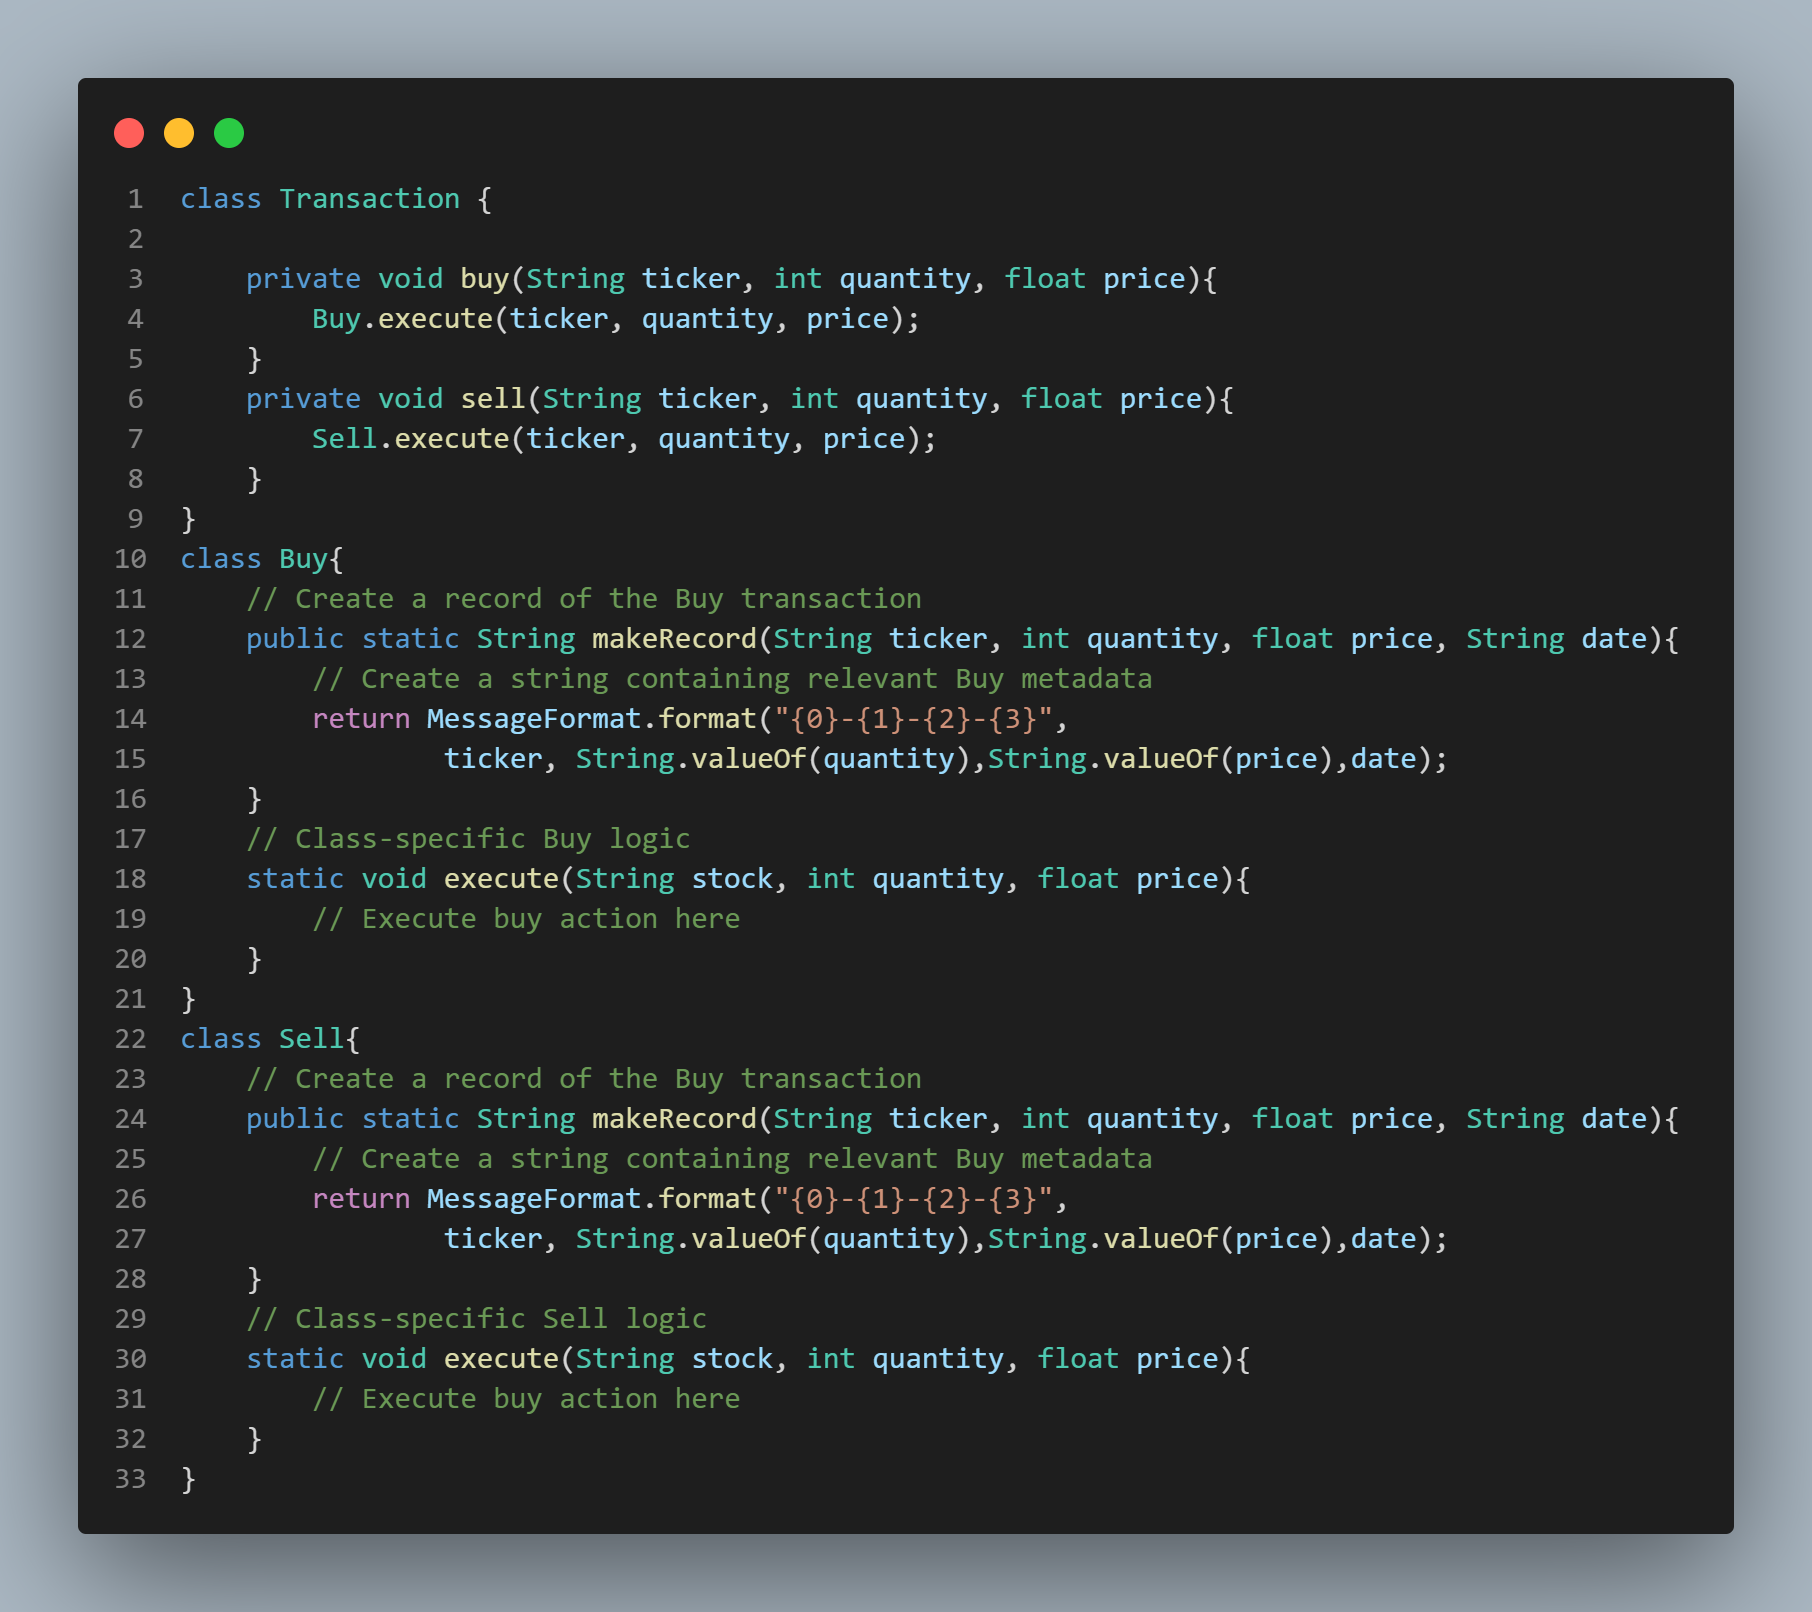 1 class Transaction {
2
3     private void buy(String ticker, int quantity, float price){
4         Buy.execute(ticker, quantity, price);
5     }
6     private void sell(String ticker, int quantity, float price){
7         Sell.execute(ticker, quantity, price);
8     }
9 }
10 class Buy{
11     // Create a record of the Buy transaction
12     public static String makeRecord(String ticker, int quantity, float price, String date){
13         // Create a string containing relevant Buy metadata
14         return MessageFormat.format("{0}-{1}-{2}-{3}",
15                 ticker, String.valueOf(quantity),String.valueOf(price),date);
16     }
17     // Class-specific Buy logic
18     static void execute(String stock, int quantity, float price){
19         // Execute buy action here
20     }
21 }
22 class Sell{
23     // Create a record of the Buy transaction
24     public static String makeRecord(String ticker, int quantity, float price, String date){
25         // Create a string containing relevant Buy metadata
26         return MessageFormat.format("{0}-{1}-{2}-{3}",
27                 ticker, String.valueOf(quantity),String.valueOf(price),date);
28     }
29     // Class-specific Sell logic
30     static void execute(String stock, int quantity, float price){
31         // Execute buy action here
32     }
33 }